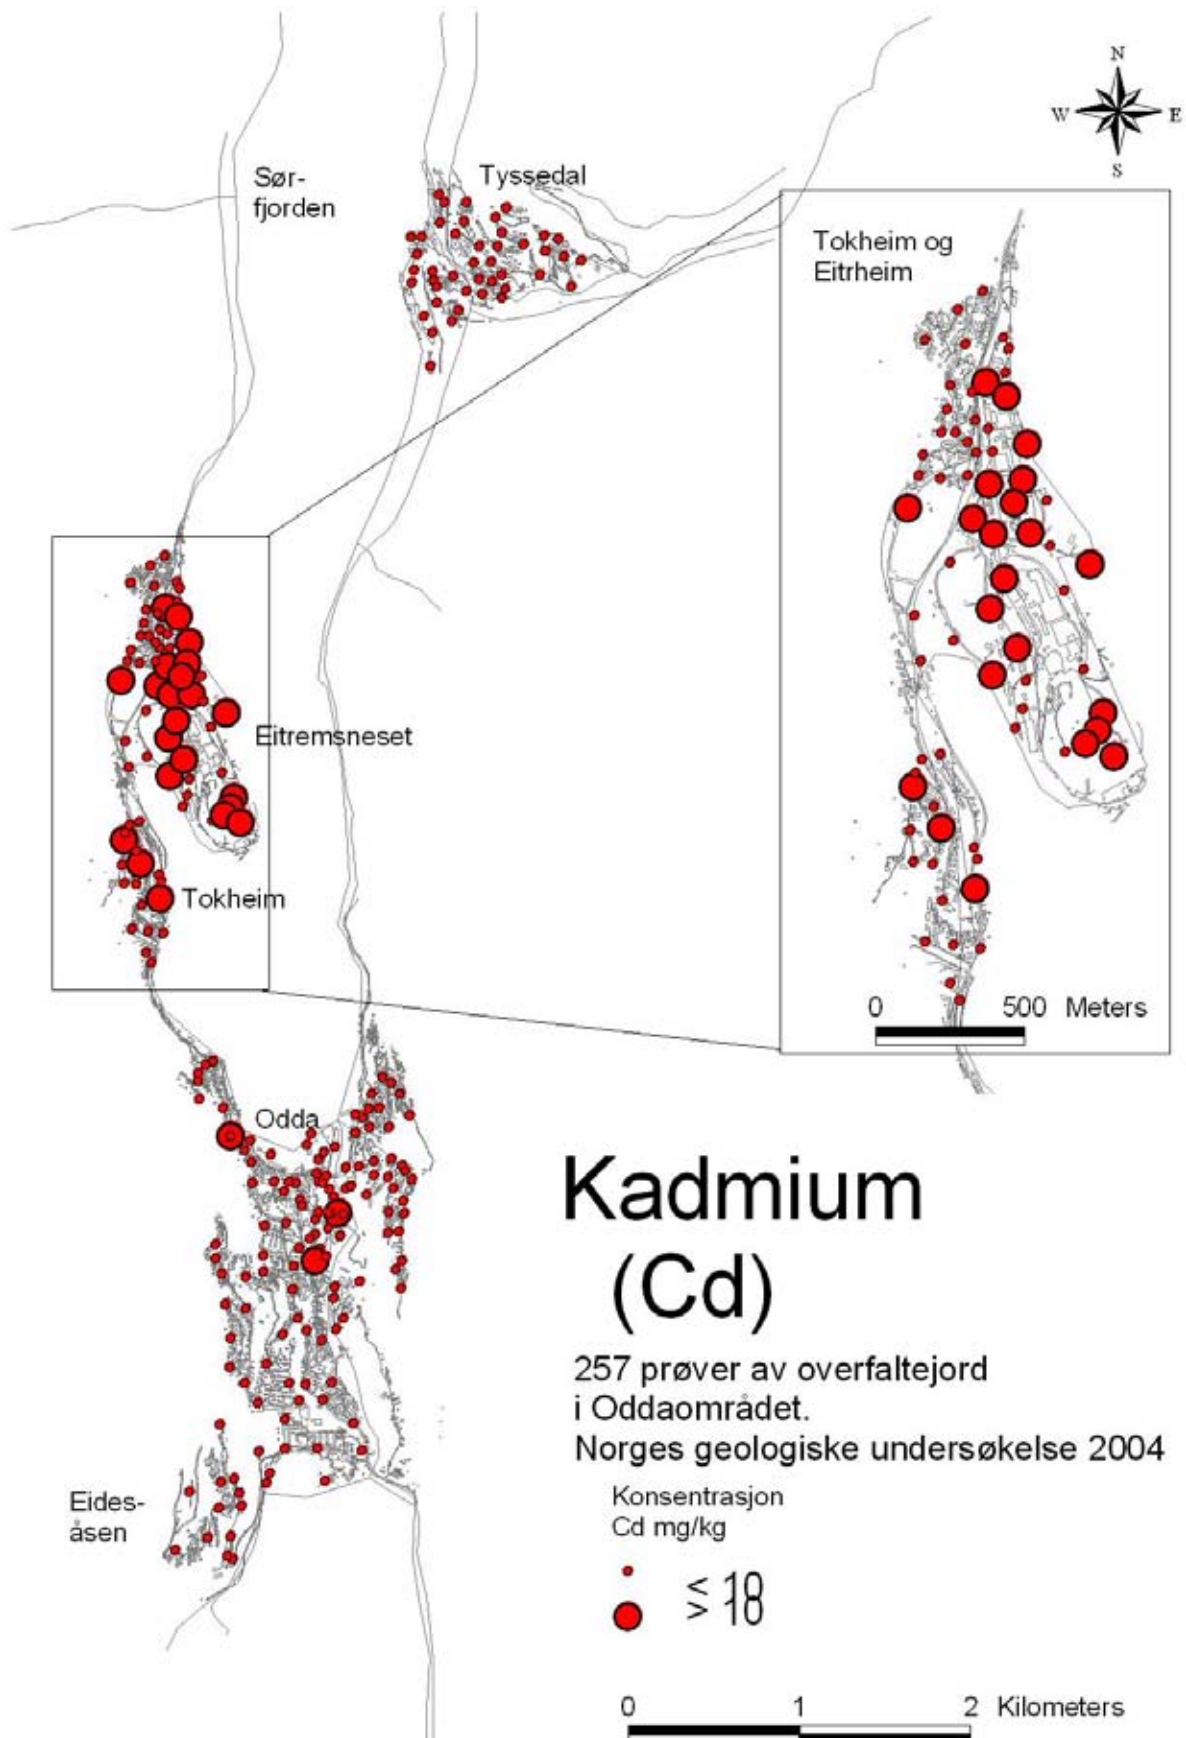 N
W
E
S
Sør-
fjorden
Tyssedal
Tokheim og
Eitrheim
Eitremsneset
Tokheim
0 500 Meters
Odda
Kadmium
(Cd)
257 prøver av overfaltejord
i Oddaområdet.
Norges geologiske undersøkelse 2004
Konsentrasjon
Cd mg/kg
< 10
> 10
Eides-
åsen
0 1 2 Kilometers